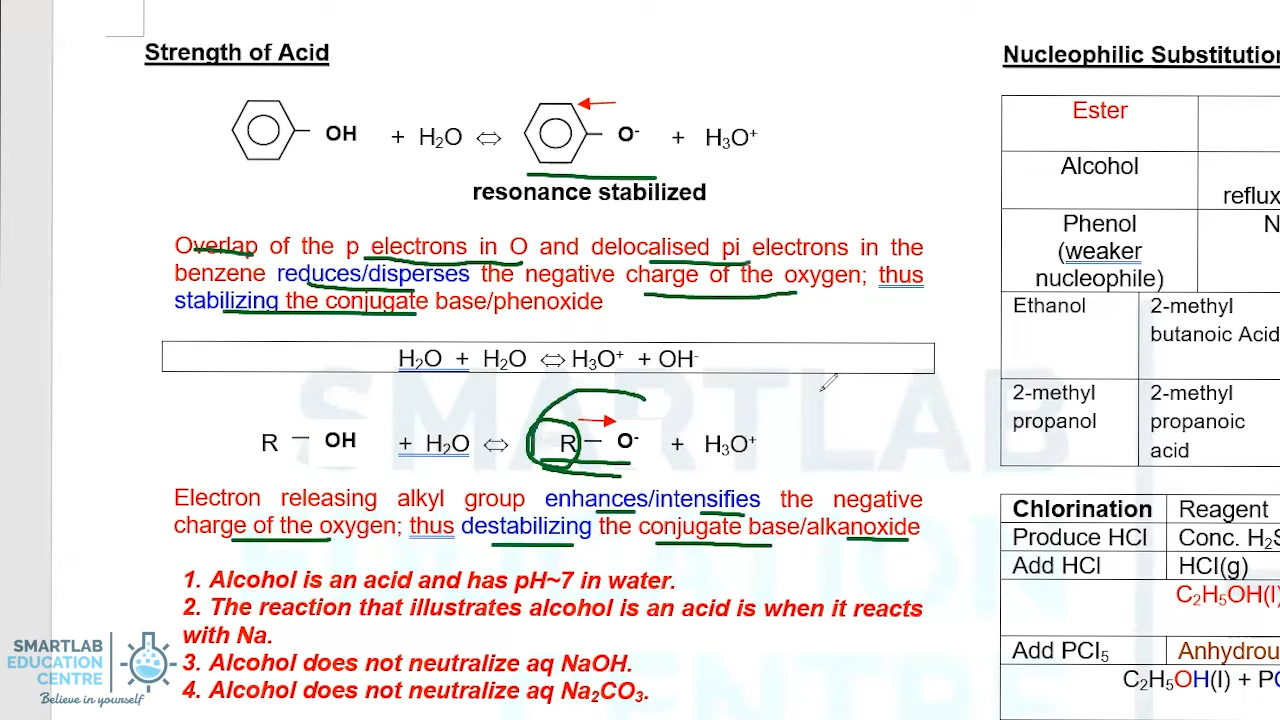 Strength of Acid
OH + H₂O ⇔ O⁻ + H₃O⁺
resonance stabilized
Overlap of the p electrons in O and delocalised pi electrons in the
benzene reduces/disperses the negative charge of the oxygen; thus
stabilizing the conjugate base/phenoxide
H₂O + H₂O ⇔ H₃O⁺ + OH⁻
R — OH + H₂O ⇔ R — O⁻ + H₃O⁺
Electron releasing alkyl group enhances/intensifies the negative
charge of the oxygen; thus destabilizing the conjugate base/alkanoxide
1. Alcohol is an acid and has pH~7 in water.
2. The reaction that illustrates alcohol is an acid is when it reacts
with Na.
3. Alcohol does not neutralize aq NaOH.
4. Alcohol does not neutralize aq Na₂CO₃.
Nucleophilic Substitution
Ester
Alcohol
reflux
Phenol
(weaker
nucleophile)
Ethanol 2-methyl
butanoic Acid
2-methyl 2-methyl
propanol propanoic
acid
Chlorination Reagent
Produce HCl Conc. H₂S
Add HCl HCl(g)
C₂H₅OH(l)
Add PCl₅ Anhydrou
C₂H₅OH(l) + P
SMARTLAB
EDUCATION
CENTRE
Believe in yourself
SMARTLAB
EDUCATION
CENTRE